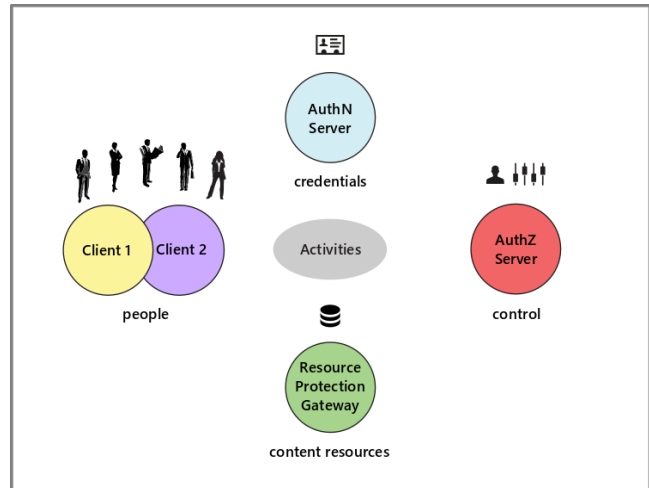 AuthN
Server
credentials
Client 1
Client 2
people
Activities
AuthZ
Server
control
Resource
Protection
Gateway
content resources